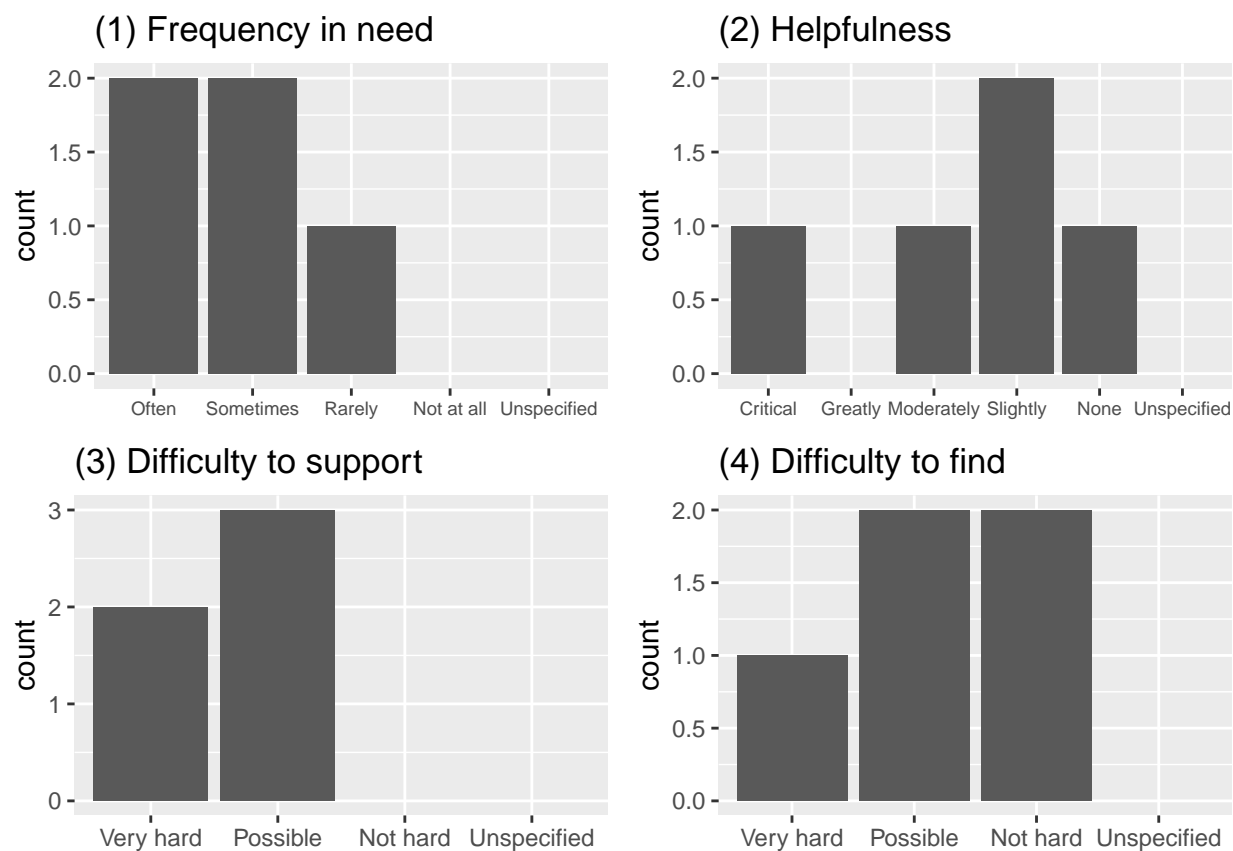 (1) Frequency in need
2.0
1.5
1.0
0.5
0.0
count
Often Sometimes Rarely Not at all Unspecified
(2) Helpfulness
2.0
1.5
1.0
0.5
0.0
count
Critical Greatly Moderately Slightly None Unspecified
(3) Difficulty to support
3
2
1
0
count
Very hard Possible Not hard Unspecified
(4) Difficulty to find
2.0
1.5
1.0
0.5
0.0
count
Very hard Possible Not hard Unspecified